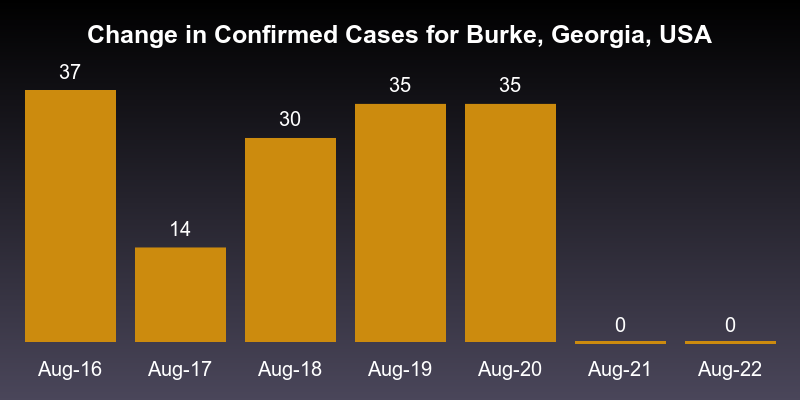 Change in Confirmed Cases for Burke, Georgia, USA
37
14
30
35
35
0
0
Aug-16
Aug-17
Aug-18
Aug-19
Aug-20
Aug-21
Aug-22